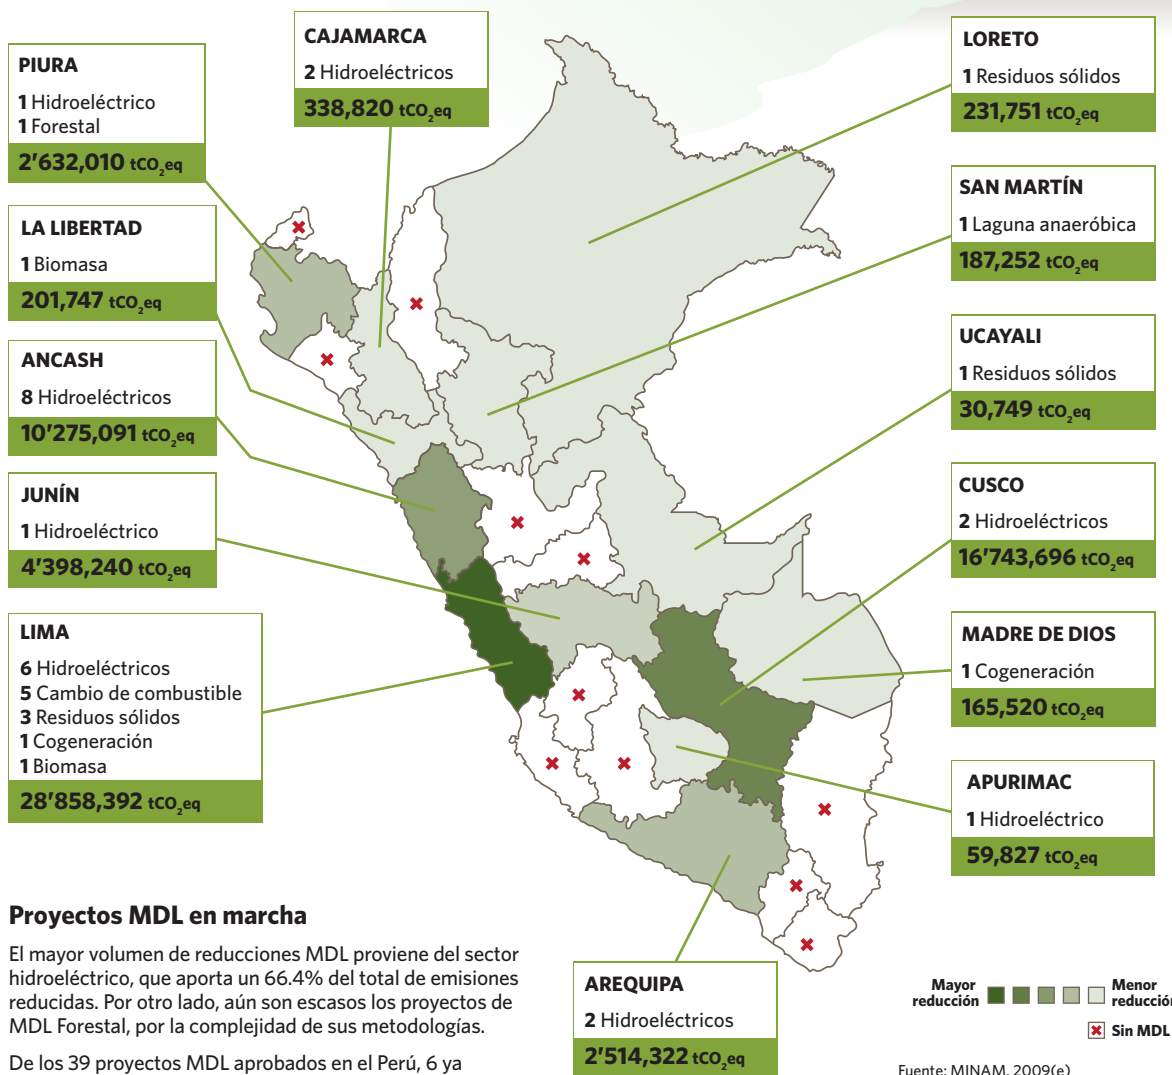 PIURA
1 Hidroeléctrico
1 Forestal
2'632,010 tCO₂eq
CAJAMARCA
2 Hidroeléctricos
338,820 tCO₂eq
LORETO
1 Residuos sólidos
231,751 tCO₂eq
LA LIBERTAD
1 Biomasa
201,747 tCO₂eq
SAN MARTÍN
1 Laguna anaeróbica
187,252 tCO₂eq
ANCASH
8 Hidroeléctricos
10'275,091 tCO₂eq
UCAYALI
1 Residuos sólidos
30,749 tCO₂eq
JUNÍN
1 Hidroeléctrico
4'398,240 tCO₂eq
CUSCO
2 Hidroeléctricos
16'743,696 tCO₂eq
LIMA
6 Hidroeléctricos
5 Cambio de combustible
3 Residuos sólidos
1 Cogeneración
1 Biomasa
28'858,392 tCO₂eq
MADRE DE DIOS
1 Cogeneración
165,520 tCO₂eq
APURIMAC
1 Hidroeléctrico
59,827 tCO₂eq
AREQUIPA
2 Hidroeléctricos
2'514,322 tCO₂eq
Proyectos MDL en marcha
El mayor volumen de reducciones MDL proviene del sector
hidroeléctrico, que aporta un 66.4% del total de emisiones
reducidas. Por otro lado, aún son escasos los proyectos de
MDL Forestal, por la complejidad de sus metodologías.
De los 39 proyectos MDL aprobados en el Perú, 6 ya
Mayor
reducción
Menor
reducción
Sin MDL
Fuente: MINAM, 2009(e)